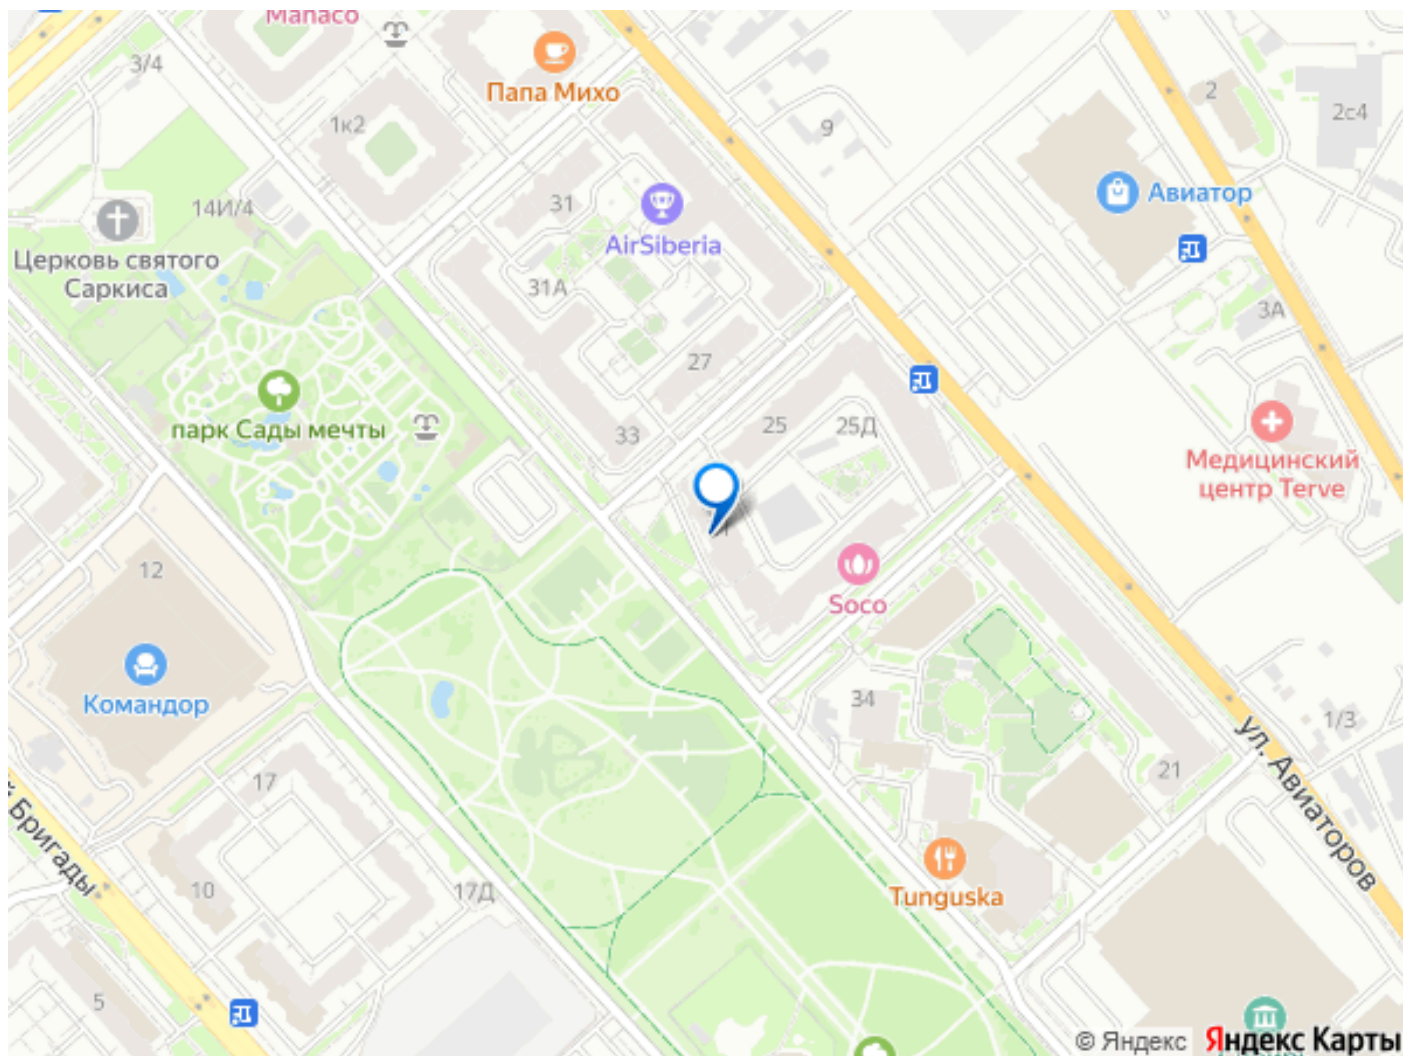 Manaco
3/4
Папа Михо
1к2
9
2
2с4
Авиатор
14И/4
31
AirSiberia
Церковь святого
Саркиса
31А
3А
27
парк Сады мечты
33
25
25Д
Медицинский
центр Terve
12
Soco
Командор
34
1/3
ул. Авиаторов
21
17
Бригады
10
17Д
Tunguska
5
© Яндекс
Яндекс Карты